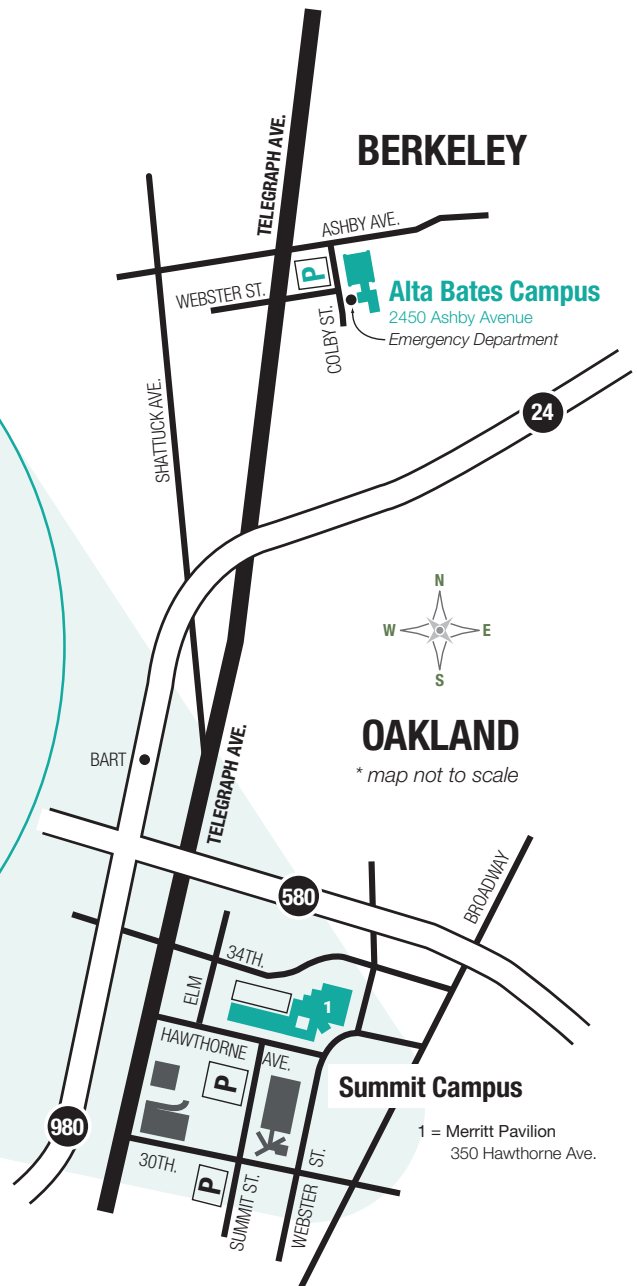 BERKELEY
TELEGRAPH AVE.
ASHBY AVE.
P
WEBSTER ST.
COLBY ST.
Alta Bates Campus
2450 Ashby Avenue
Emergency Department
SHATTUCK AVE.
24
N
W
E
S
OAKLAND
* map not to scale
BART
TELEGRAPH AVE.
580
BROADWAY
34TH.
ELM
1
HAWTHORNE AVE.
P
Summit Campus
1 = Merritt Pavilion
350 Hawthorne Ave.
980
30TH.
P
SUMMIT ST.
WEBSTER ST.